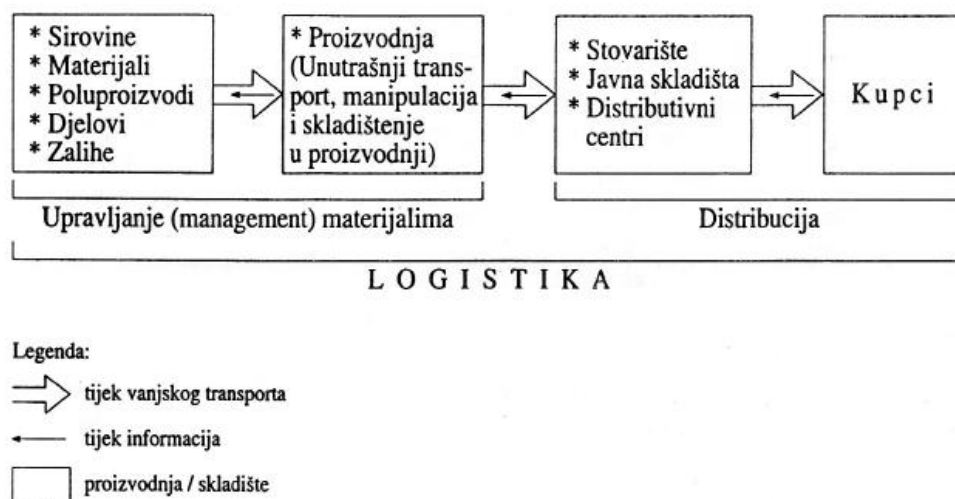 * Sirovine
* Materijali
* Poluproizvodi
* Djelovi
* Zalihe
* Proizvodnja
(Unutrašnji trans-
port, manipulacija
i skladištenje
u proizvodnji)
* Stovarište
* Javna skladišta
* Distributivni
centri
Kupci
Upravljanje (management) materijalima
Distribucija
LOGISTIKA
Legenda:
tijek vanjskog transporta
tijek informacija
proizvodnja / skladište